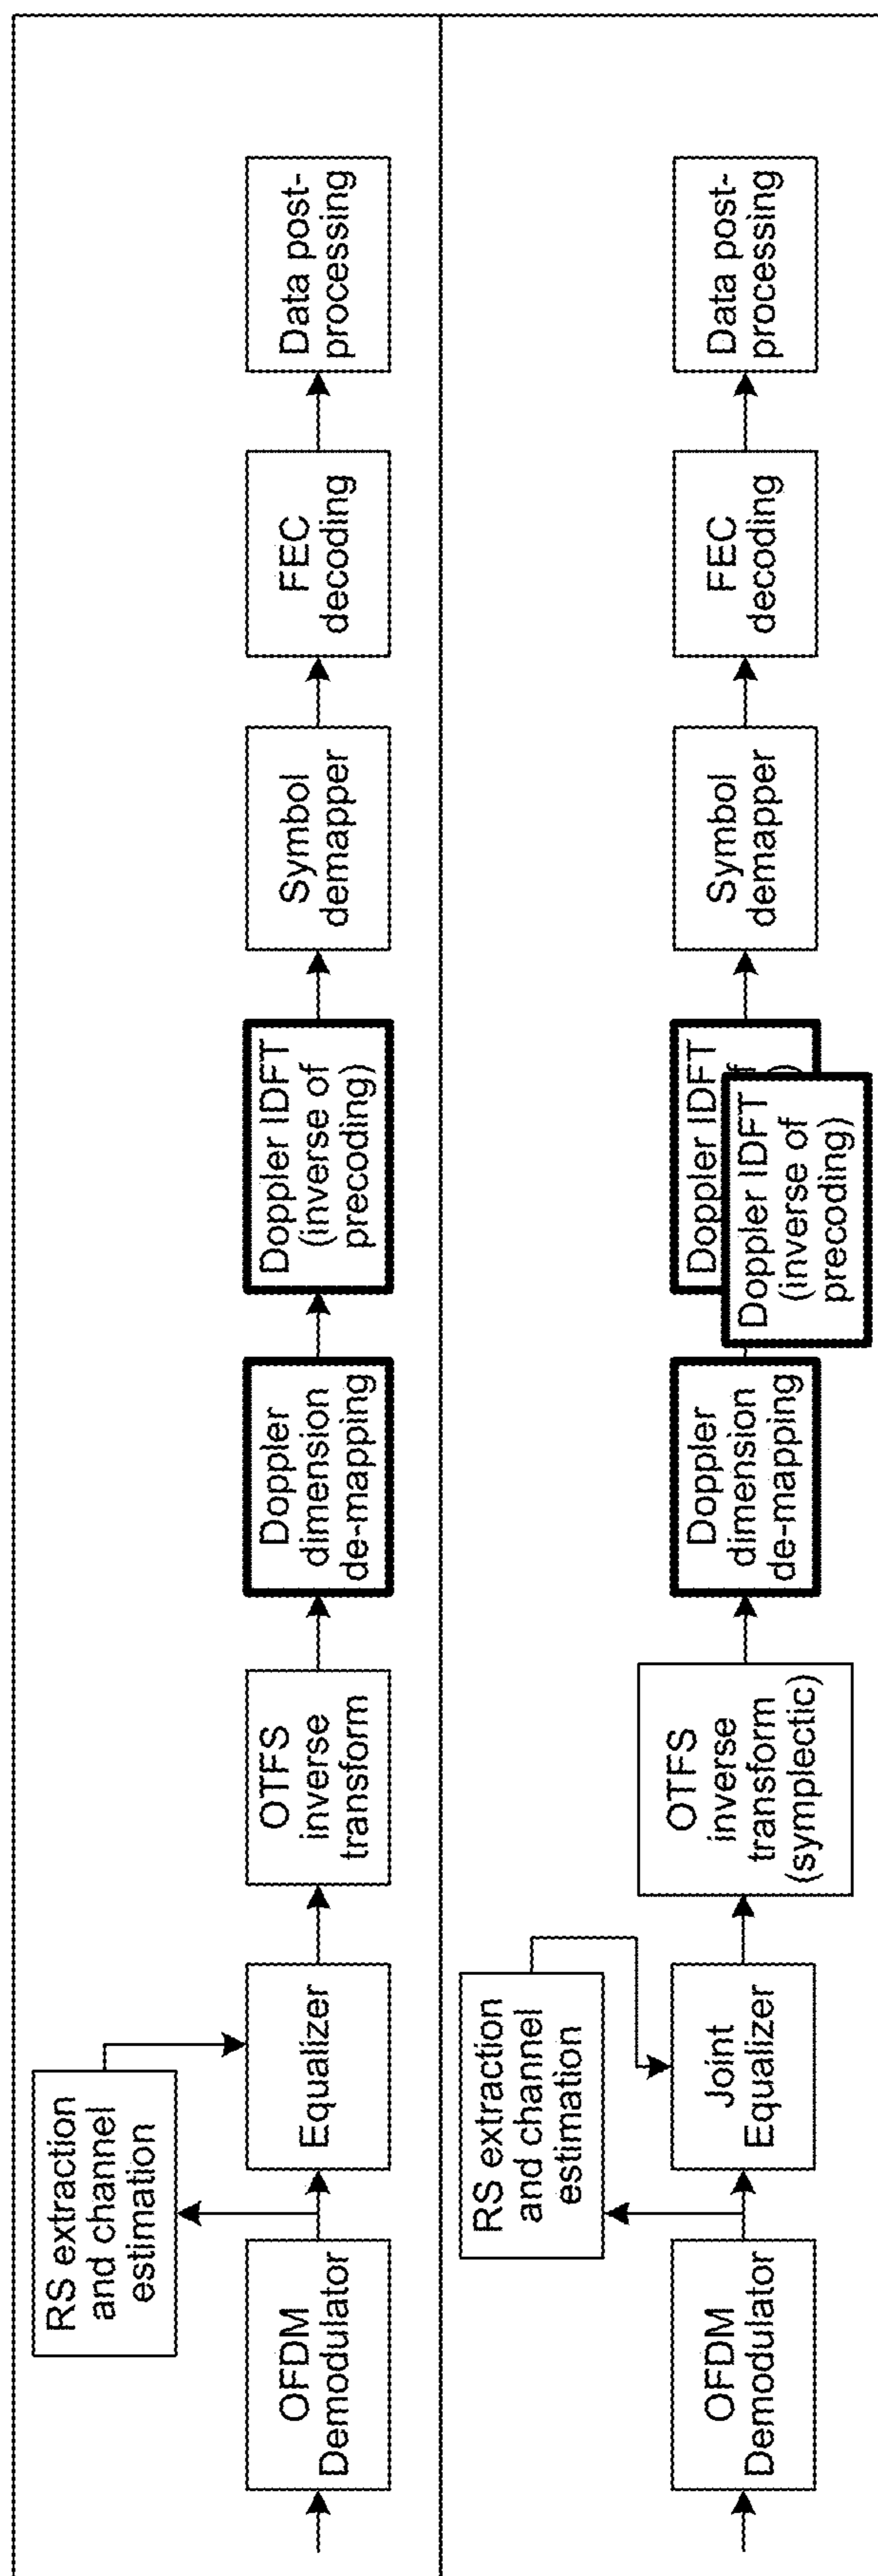 RS extraction
and channel
estimation
OFDM
Demodulator
Equalizer
OTFS
inverse
transform
Doppler
dimension
de-mapping
Doppler IDFT
(inverse of
precoding)
Symbol
demapper
FEC
decoding
Data post-
processing
RS extraction
and channel
estimation
OFDM
Demodulator
Joint
Equalizer
OTFS
inverse
transform
(symplectic)
Doppler
dimension
de-mapping
Doppler IDFT
Doppler IDFT
(inverse of
precoding)
Symbol
demapper
FEC
decoding
Data post-
processing